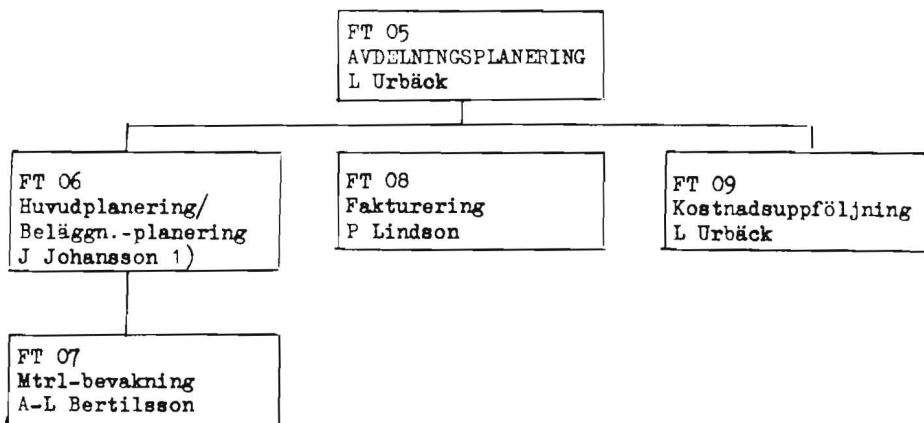 FT 05
AVDELNINGSPLANERING
L Urbäck
FT 06
Huvudplanering/
Beläggn.-planering
J Johansson 1)
FT 08
Fakturering
P Lindson
FT 09
Kostnadsuppföljning
L Urbäck
FT 07
Mtrl-bevakning
A-L Bertilsson